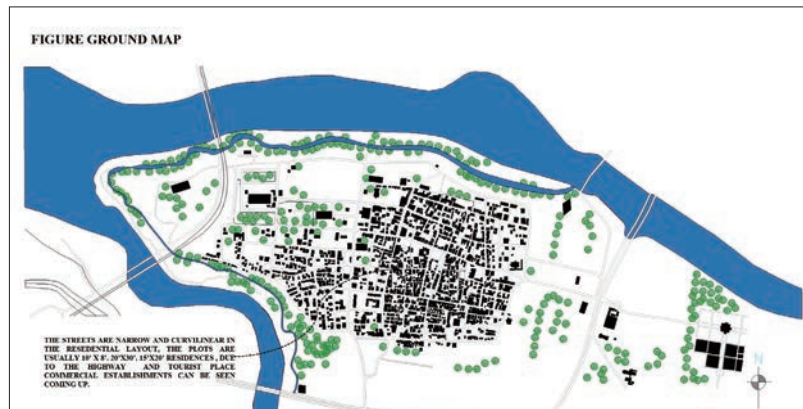 FIGURE GROUND MAP
THE STREETS ARE NARROW AND CURVILINEAR IN
THE RESEDENTIAL LAYOUT, THE PLOTS ARE
USUALLY 10' X 8', 20'X30', 15'X20' RESIDENCES , DUE
TO THE HIGHWAY AND TOURIST PLACE
COMMERCIAL ESTABLISHMENTS CAN BE SEEN
COMING UP.
N